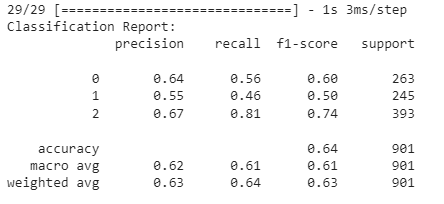 29/29 [==============================] - 1s 3ms/step
Classification Report:
              precision    recall  f1-score   support

           0       0.64      0.56      0.60       263
           1       0.55      0.46      0.50       245
           2       0.67      0.81      0.74       393

    accuracy                           0.64       901
   macro avg       0.62      0.61      0.61       901
weighted avg       0.63      0.64      0.63       901